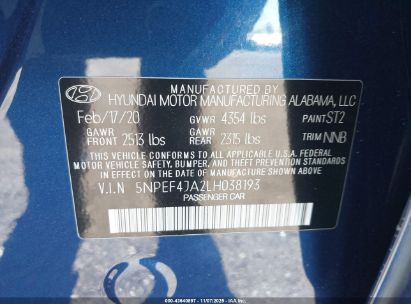 MANUFACTURED BY
HYUNDAI MOTOR MANUFACTURING ALABAMA, LLC
Feb/17/20 GVWR 4354 lbs PAINT ST2
GAWR FRONT 2513 lbs GAWR REAR 2315 lbs TRIM NNB
THIS VEHICLE CONFORMS TO ALL APPLICABLE U.S. FEDERAL
MOTOR VEHICLE SAFETY, BUMPER, AND THEFT PREVENTION
STANDARDS IN EFFECT ON THE DATE OF MANUFACTURE SHOWN ABOVE.
V.I.N 5NPEF4JA2LH038193
PASSENGER CAR